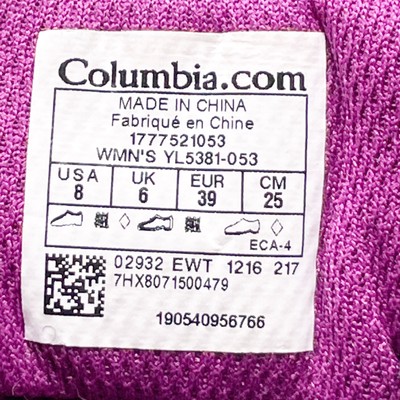 Columbia.com
MADE IN CHINA
Fabriqué en Chine
1777521053
WMN'S YL5381-053
USA UK EUR CM
8 6 39 25
ECA-4
02932 EWT 1216 217
7HX8071500479
190540956766